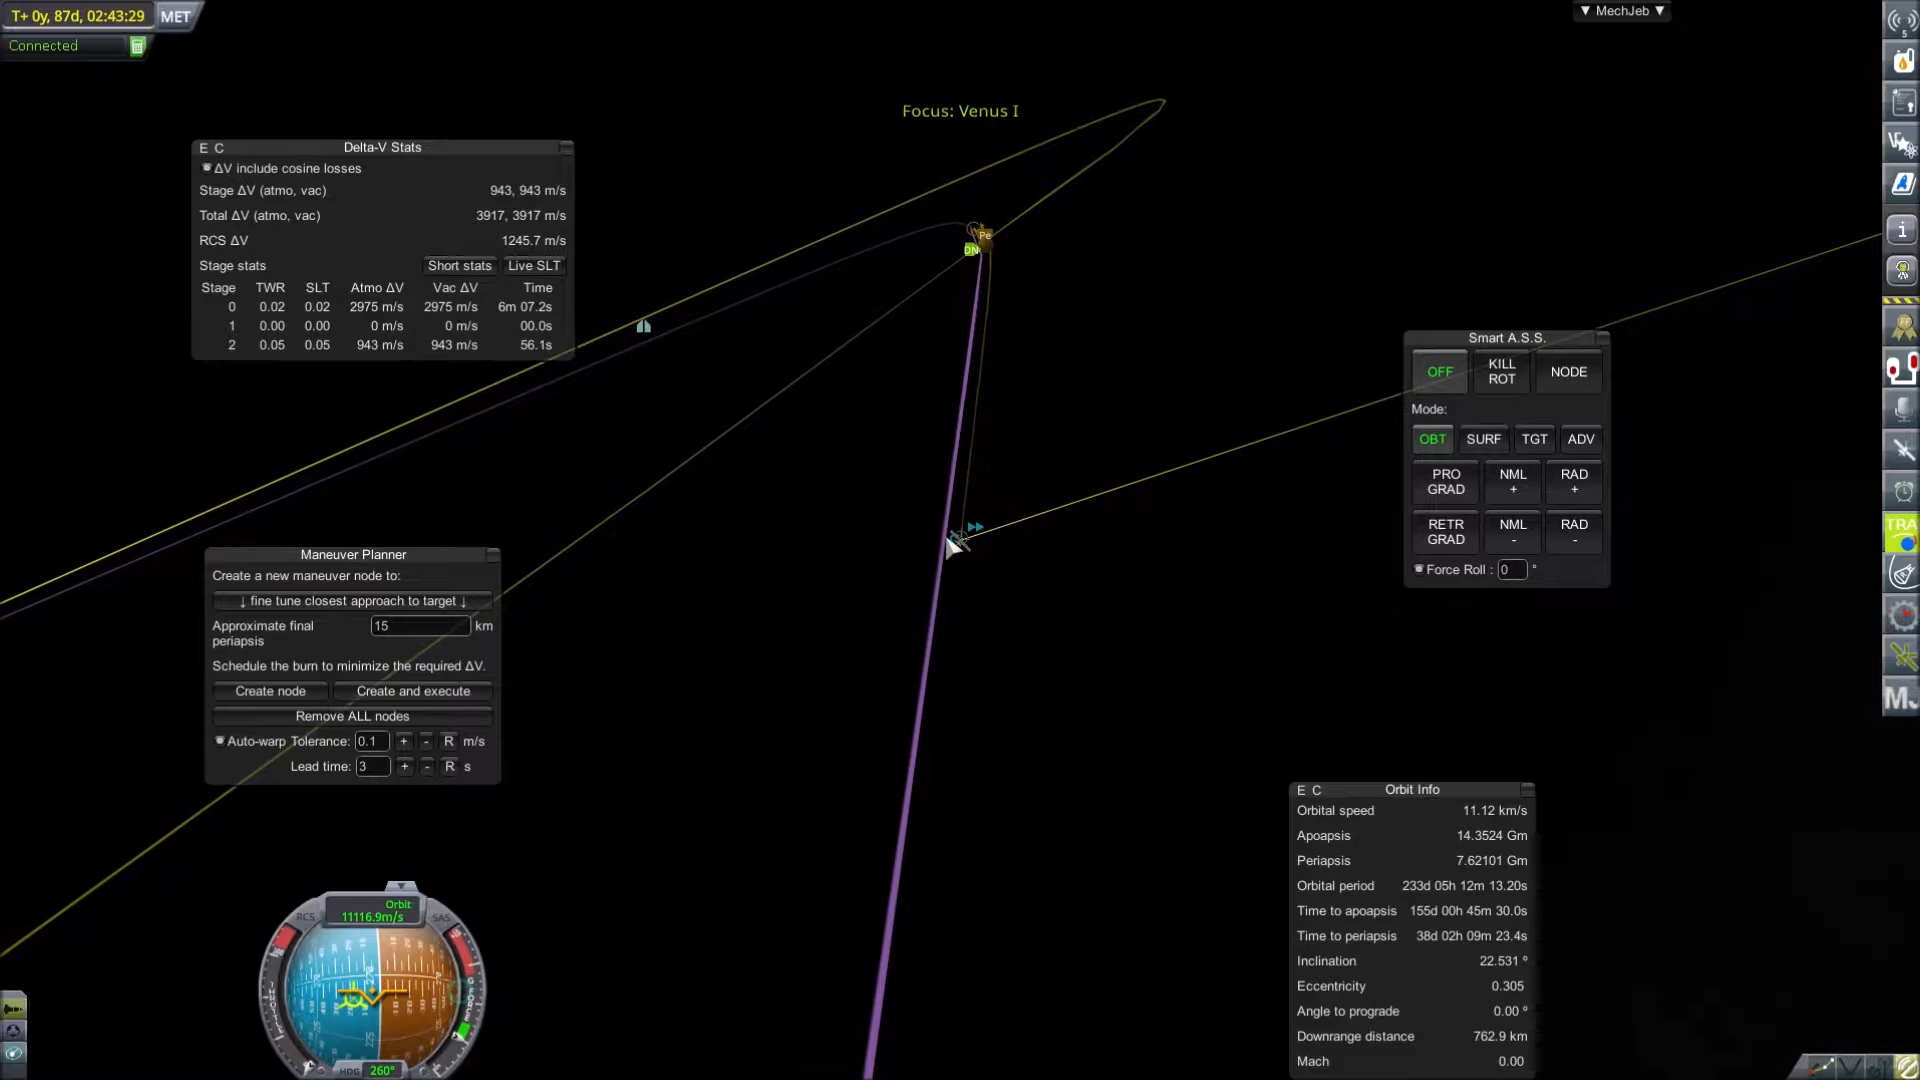 T+ 0y, 87d, 02:43:29 MET
Connected
▼ MechJeb ▼
5
Focus: Venus I
E C Delta-V Stats
ΔV include cosine losses
Stage ΔV (atmo, vac) 943, 943 m/s
Total ΔV (atmo, vac) 3917, 3917 m/s
RCS ΔV 1245.7 m/s
Stage stats Short stats Live SLT
Stage TWR SLT Atmo ΔV Vac ΔV Time
0 0.02 0.02 2975 m/s 2975 m/s 6m 07.2s
1 0.00 0.00 0 m/s 0 m/s 00.0s
2 0.05 0.05 943 m/s 943 m/s 56.1s
Pe
DN
Smart A.S.S.
OFF KILL ROT NODE
Mode:
OBT SURF TGT ADV
PRO GRAD NML + RAD +
RETR GRAD NML - RAD -
Force Roll : 0 °
Maneuver Planner
Create a new maneuver node to:
↓ fine tune closest approach to target ↓
Approximate final periapsis 15 km
Schedule the burn to minimize the required ΔV.
Create node Create and execute
Remove ALL nodes
Auto-warp Tolerance: 0.1 + - R m/s
Lead time: 3 + - R s
TRA
E C Orbit Info
Orbital speed 11.12 km/s
Apoapsis 14.3524 Gm
Periapsis 7.62101 Gm
Orbital period 233d 05h 12m 13.20s
Time to apoapsis 155d 00h 45m 30.0s
Time to periapsis 38d 02h 09m 23.4s
Inclination 22.531 º
Eccentricity 0.305
Angle to prograde 0.00 º
Downrange distance 762.9 km
Mach 0.00
Orbit
11116.9m/s
RCS SAS
HDG 260°